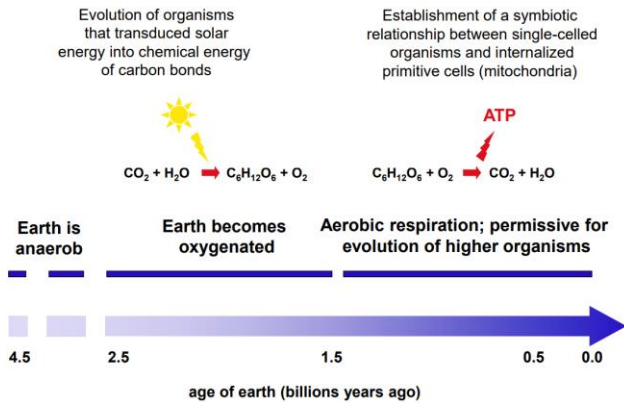 Evolution of organisms
that transduced solar
energy into chemical energy
of carbon bonds
Establishment of a symbiotic
relationship between single-celled
organisms and internalized
primitive cells (mitochondria)
ATP
CO₂ + H₂O C₆H₁₂O₆ + O₂
C₆H₁₂O₆ + O₂ CO₂ + H₂O
Earth is
anaerob
Earth becomes
oxygenated
Aerobic respiration; permissive for
evolution of higher organisms
4.5 2.5 1.5 0.5 0.0
age of earth (billions years ago)